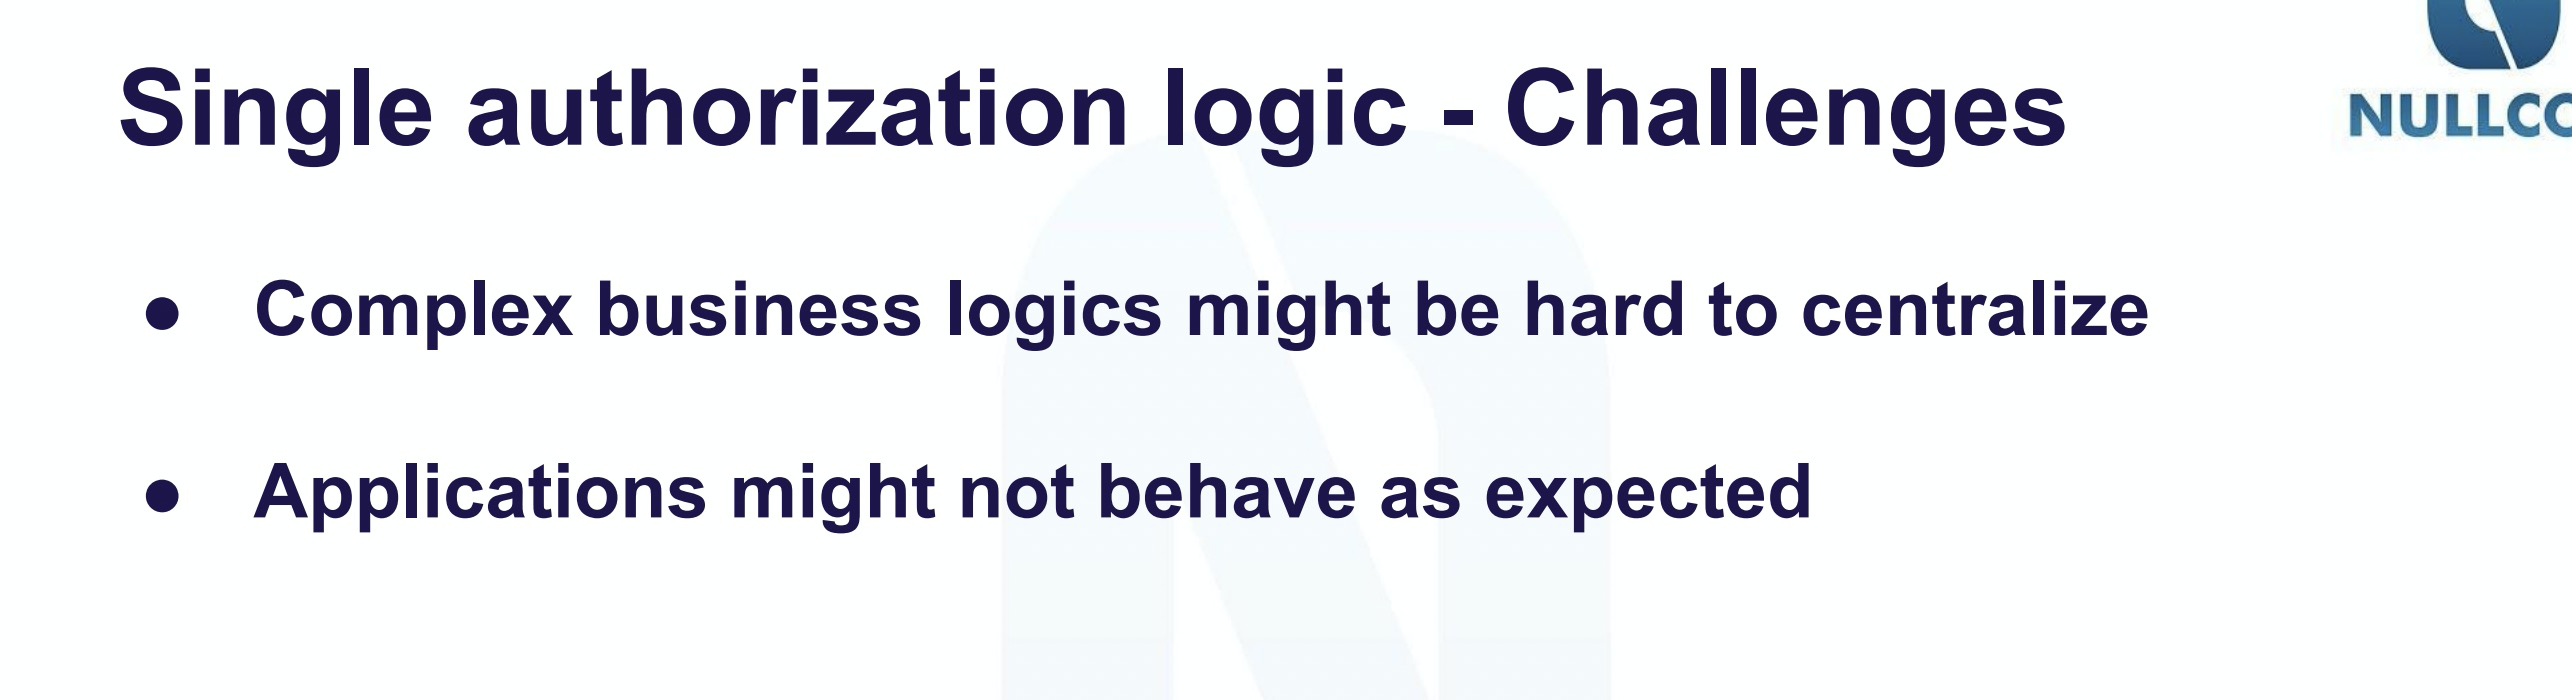 Single authorization logic - Challenges
NULLCO
● Complex business logics might be hard to centralize
● Applications might not behave as expected